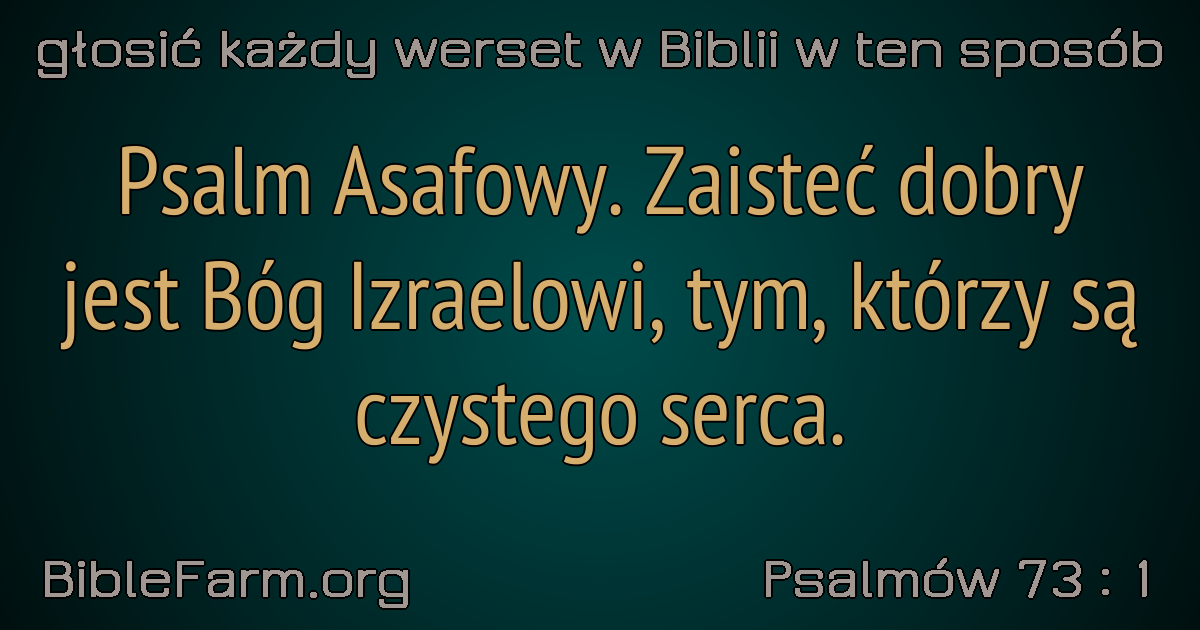 głosić każdy werset w Biblii w ten sposób
Psalm Asafowy. Zaisteć dobry
jest Bóg Izraelowi, tym, którzy są
czystego serca.
BibleFarm.org
Psalmów 73 : 1